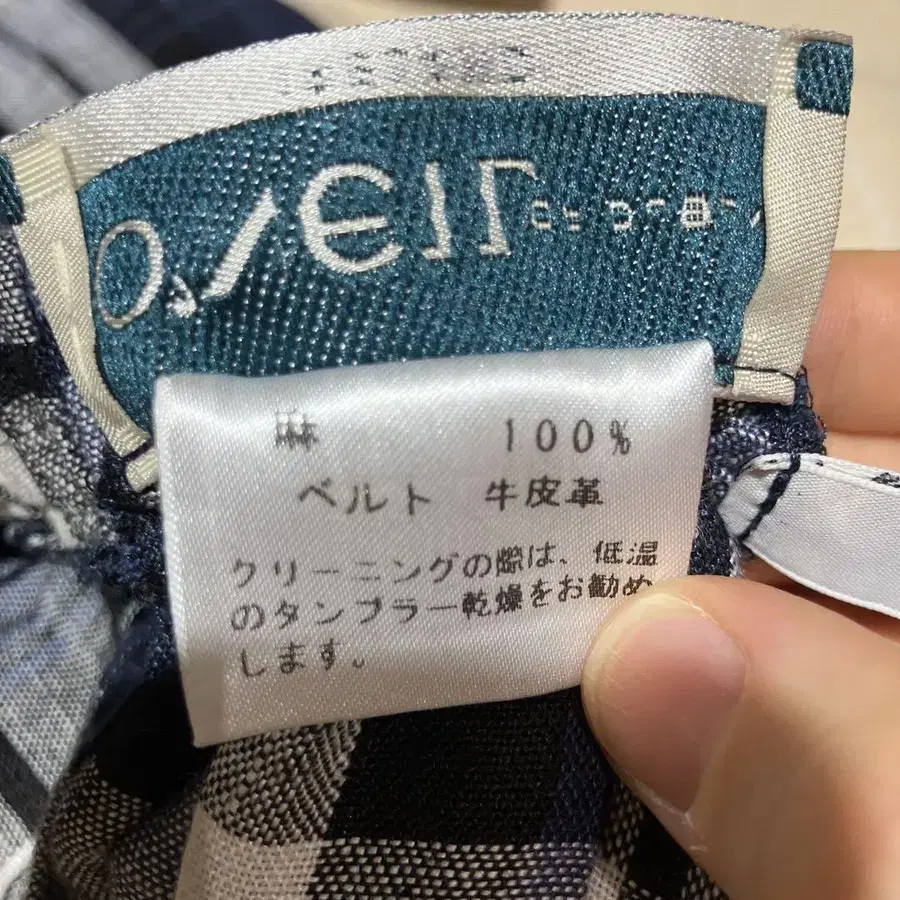 O'NEIL
麻 100%
ベルト 牛皮革
クリーニングの際は、低温
のタンブラー乾燥をお勧め
します。